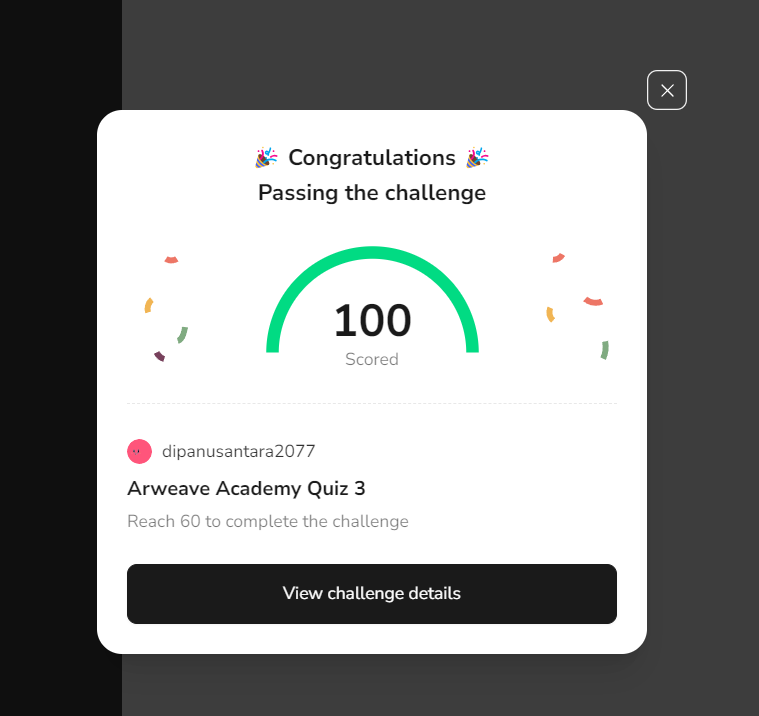 🎉 Congratulations 🎉
Passing the challenge
100
Scored
dipanusantara2077
Arweave Academy Quiz 3
Reach 60 to complete the challenge
View challenge details